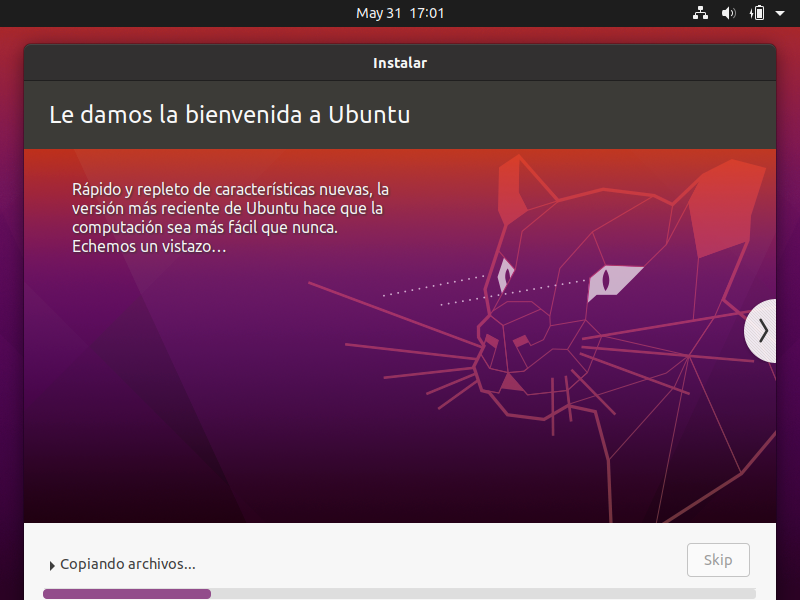 May 31 17:01
Instalar
Le damos la bienvenida a Ubuntu
Rápido y repleto de características nuevas, la
versión más reciente de Ubuntu hace que la
computación sea más fácil que nunca.
Echemos un vistazo…
Copiando archivos...
Skip